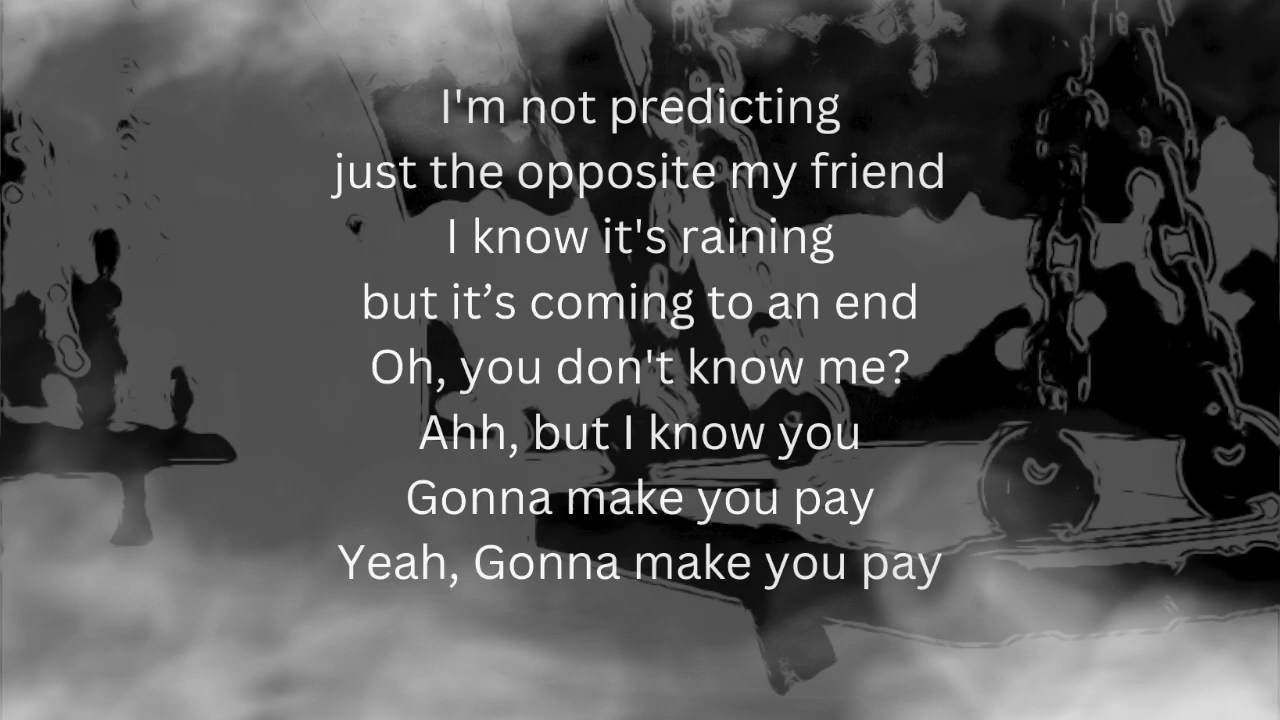 I'm not predicting
just the opposite my friend
I know it's raining
but it’s coming to an end
Oh, you don't know me?
Ahh, but I know you
Gonna make you pay
Yeah, Gonna make you pay